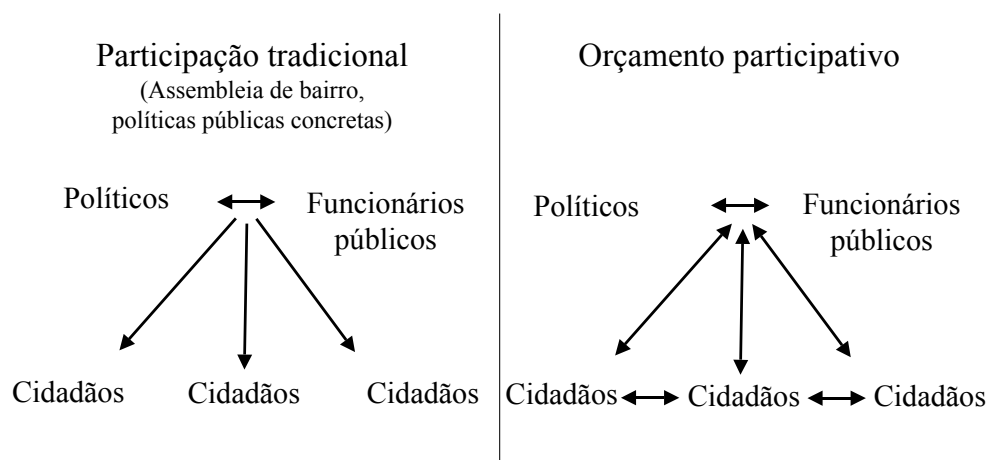 Participação tradicional
(Assembleia de bairro,
políticas públicas concretas)
Políticos
Funcionários
públicos
Cidadãos
Cidadãos
Cidadãos
Orçamento participativo
Políticos
Funcionários
públicos
Cidadãos
Cidadãos
Cidadãos